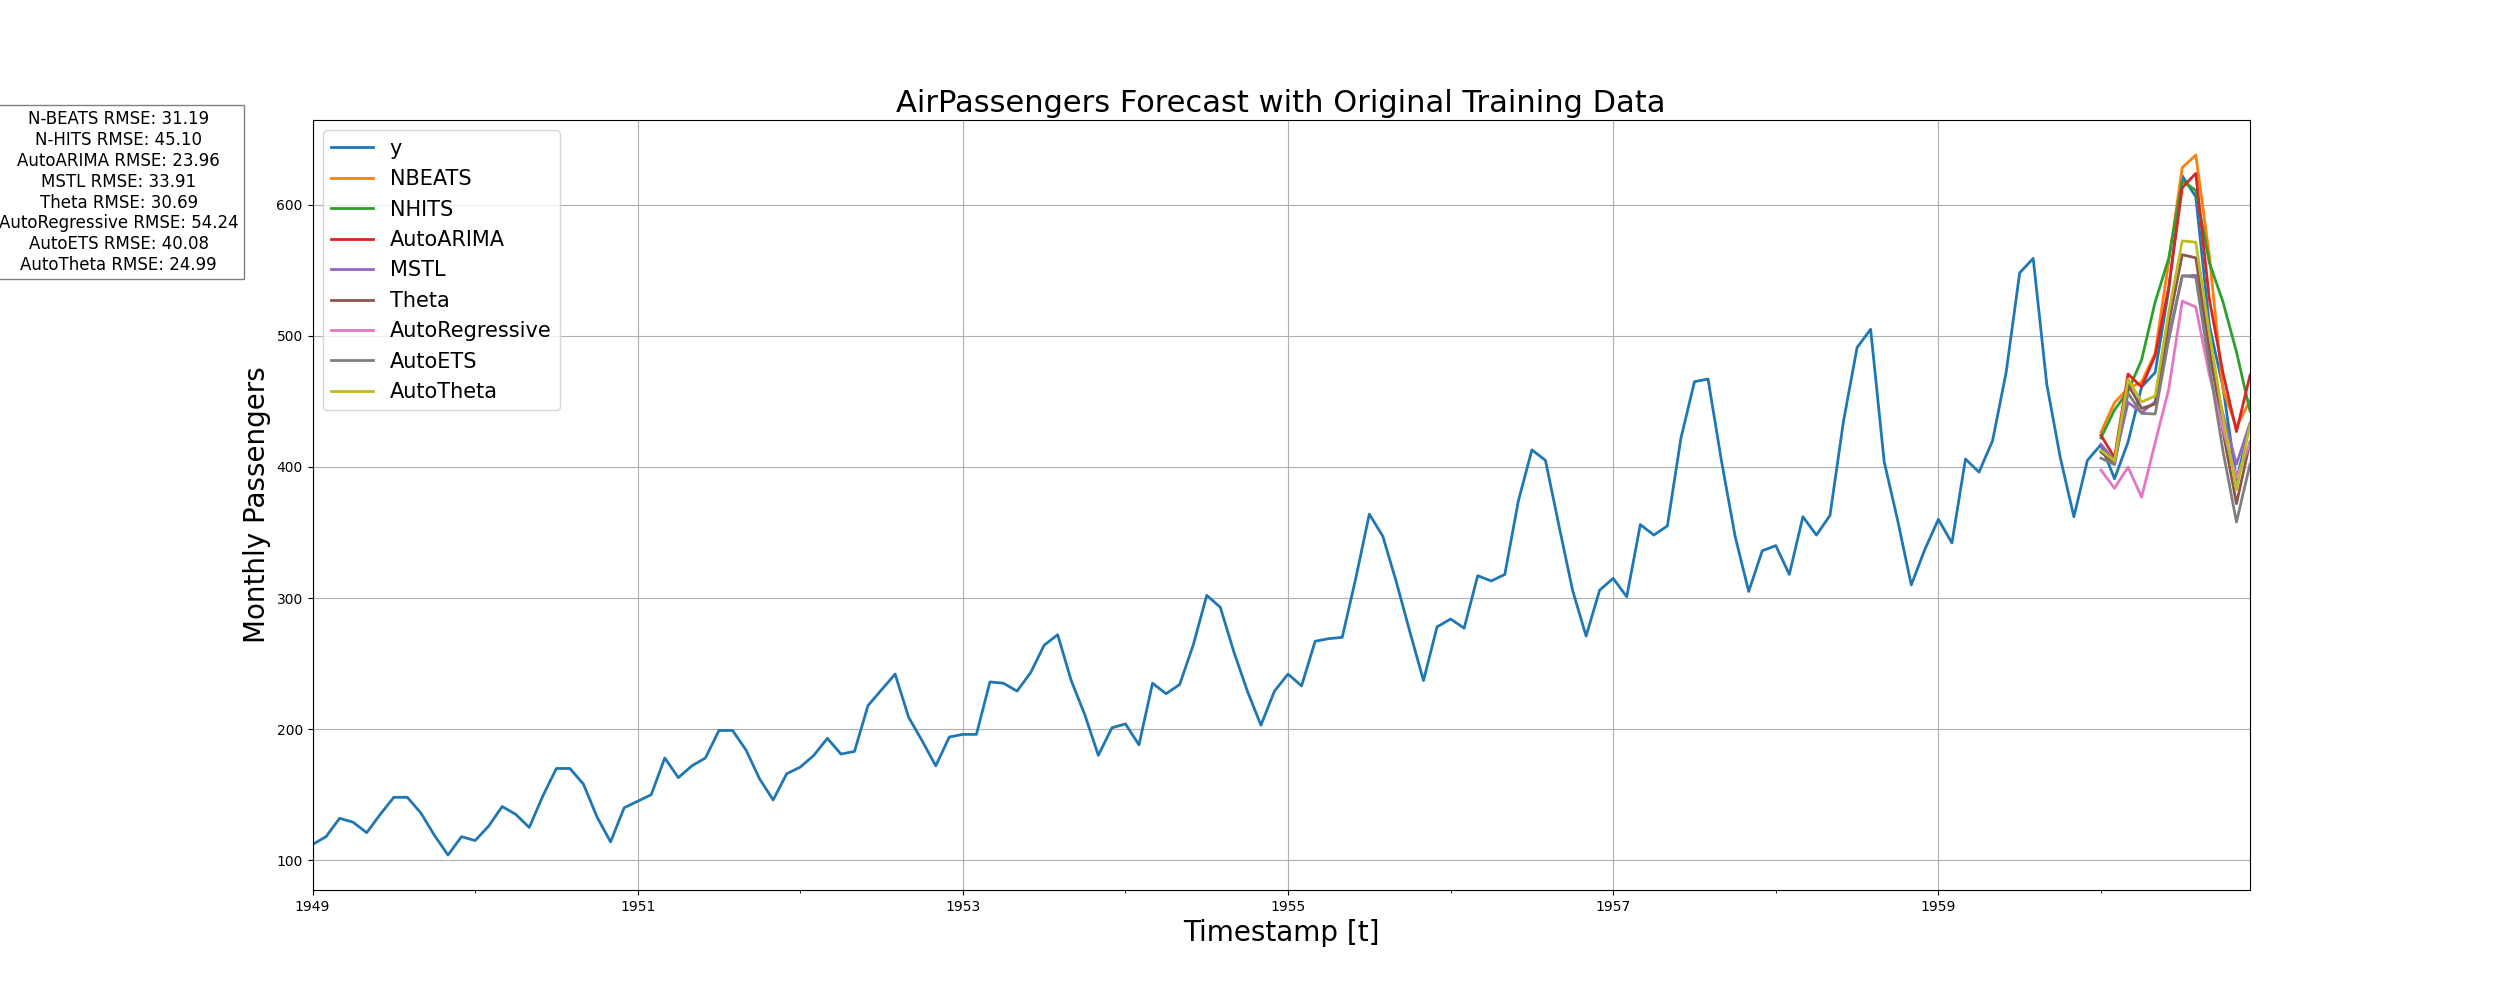 AirPassengers Forecast with Original Training Data
N-BEATS RMSE: 31.19
N-HITS RMSE: 45.10
AutoARIMA RMSE: 23.96
MSTL RMSE: 33.91
Theta RMSE: 30.69
AutoRegressive RMSE: 54.24
AutoETS RMSE: 40.08
AutoTheta RMSE: 24.99
y
NBEATS
NHITS
AutoARIMA
MSTL
Theta
AutoRegressive
AutoETS
AutoTheta
Monthly Passengers
600
500
400
300
200
100
1949 1951 1953 1955 1957 1959
Timestamp [t]